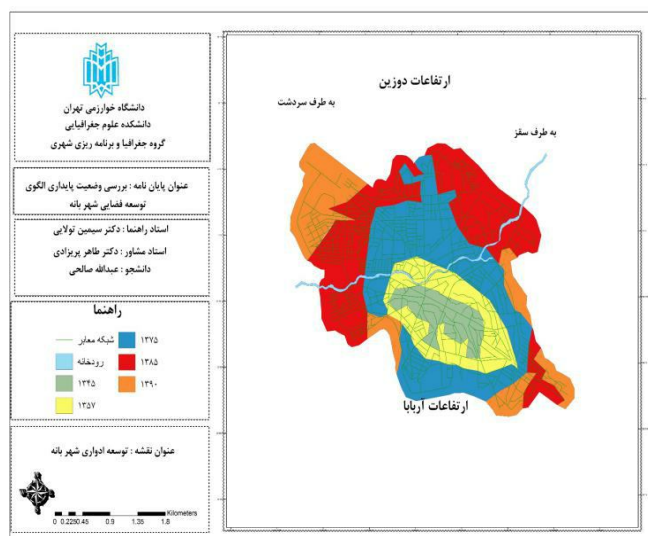 دانشگاه خوارزمی تهران
دانشکده علوم جغرافیایی
گروه جغرافیا و برنامه ریزی شهری
عنوان پایان نامه : بررسی وضعیت پایداری الگوی
توسعه فضایی شهر بانه
استاد راهنما : دکتر سیمین تولایی
استاد مشاور : دکتر طاهر پریزادی
دانشجو : عبدالله صالحی
راهنما
شبکه معابر
رودخانه
۱۳۴۵
۱۳۵۷
۱۳۷۵
۱۳۸۵
۱۳۹۰
عنوان نقشه : توسعه ادواری شهر بانه
Kilometers
0 0.225 0.45 0.9 1.35 1.8
ارتفاعات دوزین
به طرف سردشت
به طرف سقز
ارتفاعات آربابا